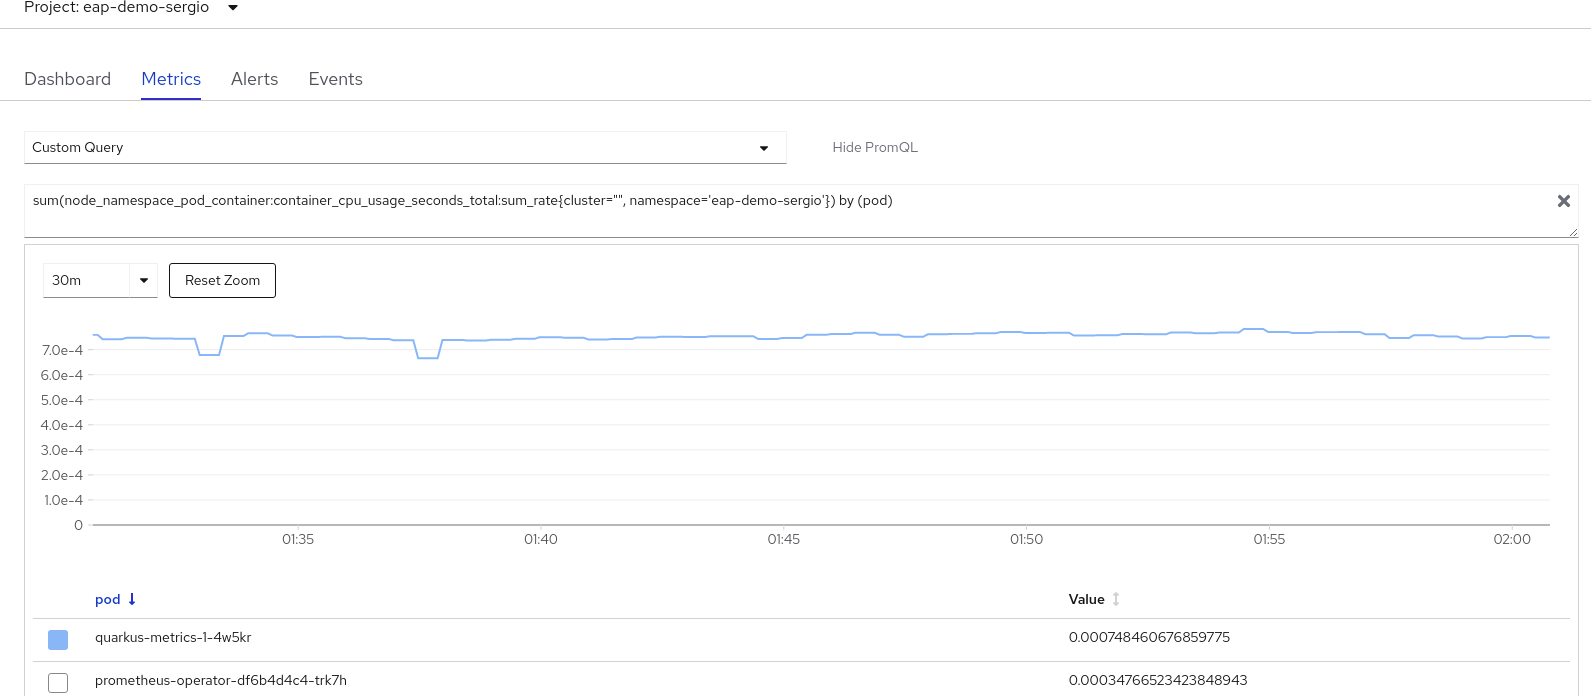 Project: eap-demo-sergio
Dashboard Metrics Alerts Events
Custom Query Hide PromQL
sum(node_namespace_pod_container:container_cpu_usage_seconds_total:sum_rate{cluster="", namespace='eap-demo-sergio'}) by (pod)
30m Reset Zoom
7.0e-4
6.0e-4
5.0e-4
4.0e-4
3.0e-4
2.0e-4
1.0e-4
0
01:35 01:40 01:45 01:50 01:55 02:00
pod Value
quarkus-metrics-1-4w5kr 0.000748460676859775
prometheus-operator-df6b4d4c4-trk7h 0.00034766523423848943